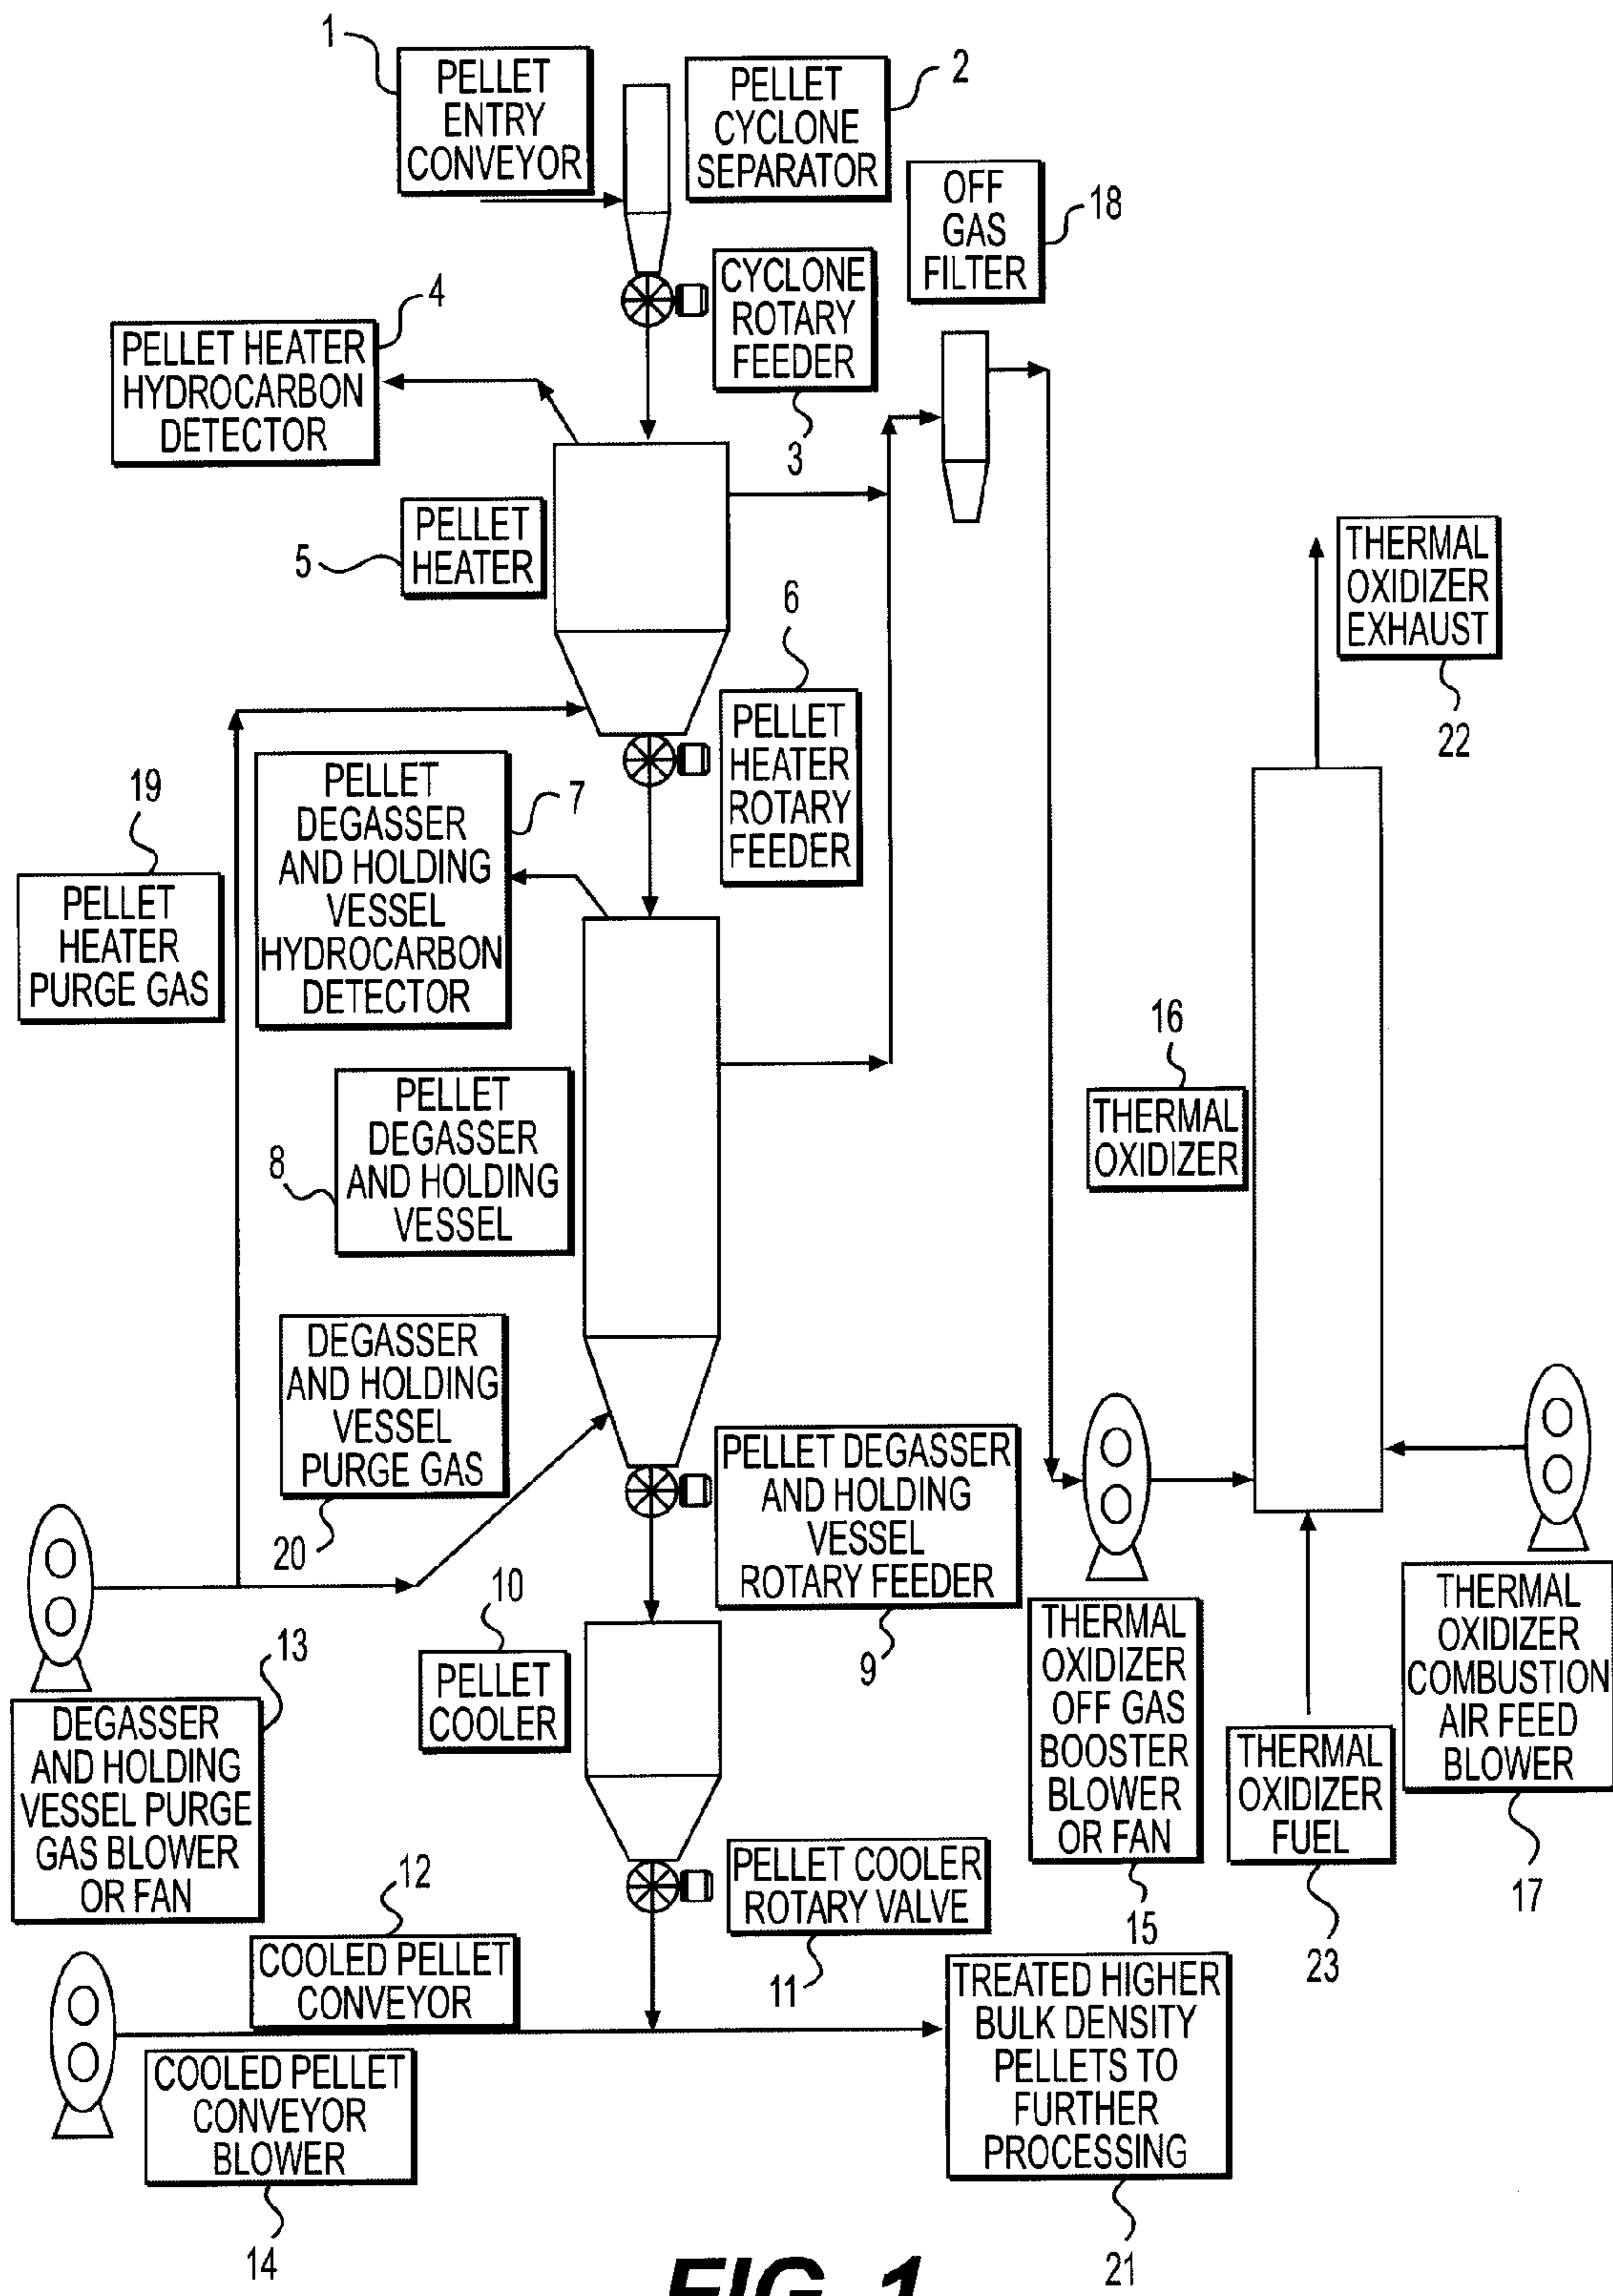 1
PELLET
ENTRY
CONVEYOR
PELLET
CYCLONE
SEPARATOR
2
OFF
GAS
FILTER
18
CYCLONE
ROTARY
FEEDER
3
4
PELLET HEATER
HYDROCARBON
DETECTOR
5
PELLET
HEATER
6
PELLET
HEATER
ROTARY
FEEDER
THERMAL
OXIDIZER
EXHAUST
22
19
PELLET
HEATER
PURGE GAS
PELLET
DEGASSER
AND HOLDING
VESSEL
HYDROCARBON
DETECTOR
7
8
PELLET
DEGASSER
AND HOLDING
VESSEL
16
THERMAL
OXIDIZER
DEGASSER
AND HOLDING
VESSEL
PURGE GAS
20
PELLET DEGASSER
AND HOLDING
VESSEL
ROTARY FEEDER
9
10
PELLET
COOLER
13
DEGASSER
AND HOLDING
VESSEL PURGE
GAS BLOWER
OR FAN
THERMAL
OXIDIZER
OFF GAS
BOOSTER
BLOWER
OR FAN
15
THERMAL
OXIDIZER
FUEL
23
THERMAL
OXIDIZER
COMBUSTION
AIR FEED
BLOWER
17
PELLET COOLER
ROTARY VALVE
11
12
COOLED PELLET
CONVEYOR
COOLED PELLET
CONVEYOR
BLOWER
14
TREATED HIGHER
BULK DENSITY
PELLETS TO
FURTHER
PROCESSING
21
FIG. 1